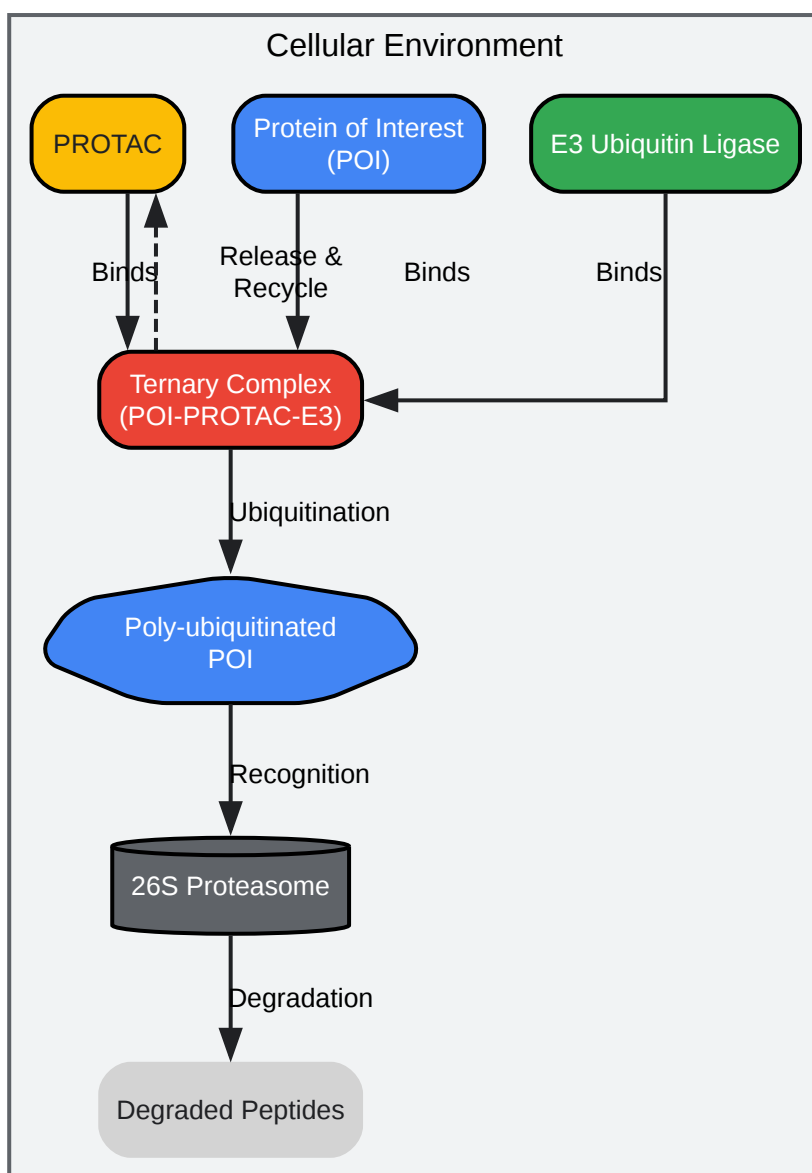 Cellular Environment
PROTAC
Protein of Interest
(POI)
E3 Ubiquitin Ligase
Binds
Release &
Recycle
Binds
Binds
Ternary Complex
(POI-PROTAC-E3)
Ubiquitination
Poly-ubiquitinated
POI
Recognition
26S Proteasome
Degradation
Degraded Peptides